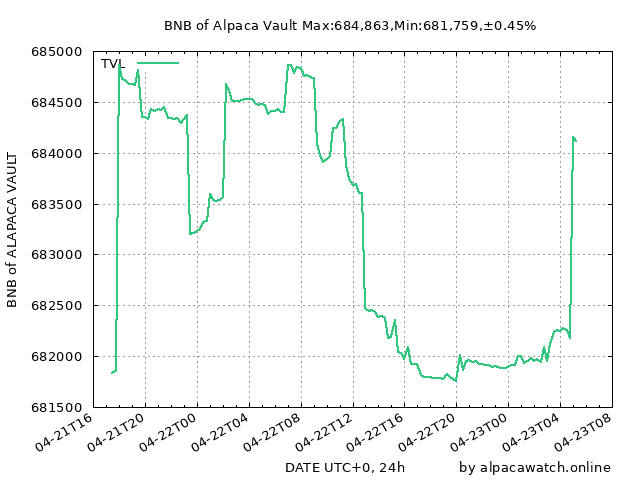 BNB of Alpaca Vault Max:684,863,Min:681,759,±0.45%
TVL
685000
684500
684000
683500
683000
682500
682000
681500
BNB of ALAPACA VAULT
04-21T16
04-21T20
04-22T00
04-22T04
04-22T08
04-22T12
04-22T16
04-22T20
04-23T00
04-23T04
04-23T08
DATE UTC+0, 24h
by alpacawatch.online